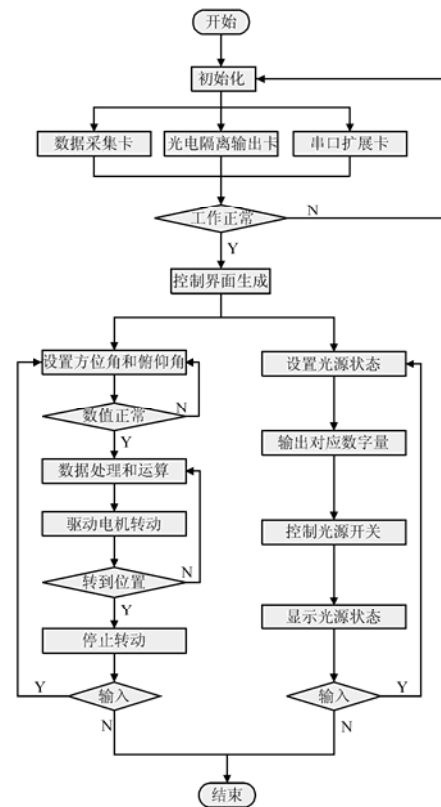 开始
初始化
数据采集卡
光电隔离输出卡
串口扩展卡
工作正常
N
Y
控制界面生成
设置方位角和俯仰角
设置光源状态
数值正常
N
Y
输出对应数字量
数据处理和运算
驱动电机转动
控制光源开关
转到位置
N
Y
显示光源状态
停止转动
Y
输入
N
输入
Y
N
结束